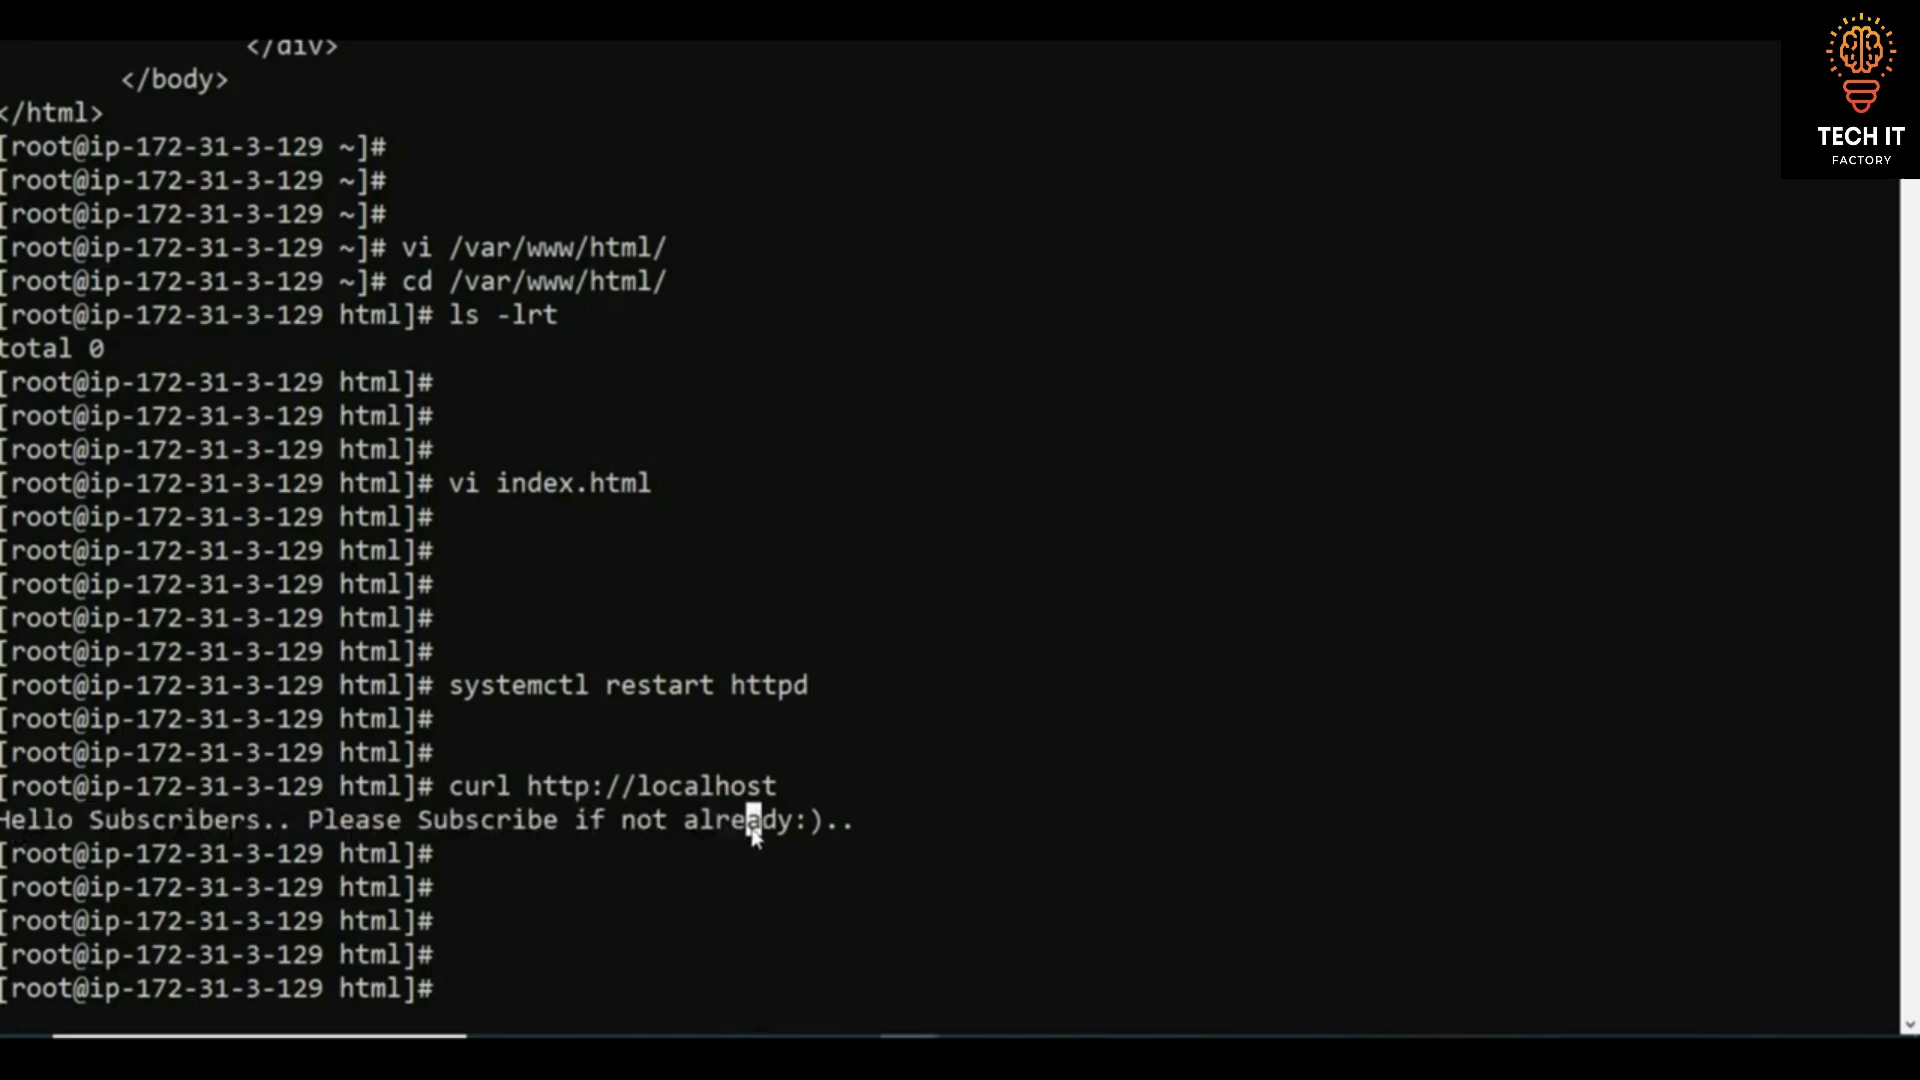 </div>
</body>
</html>
[root@ip-172-31-3-129 ~]#
[root@ip-172-31-3-129 ~]#
[root@ip-172-31-3-129 ~]#
[root@ip-172-31-3-129 ~]# vi /var/www/html/
[root@ip-172-31-3-129 ~]# cd /var/www/html/
[root@ip-172-31-3-129 html]# ls -lrt
total 0
[root@ip-172-31-3-129 html]#
[root@ip-172-31-3-129 html]#
[root@ip-172-31-3-129 html]#
[root@ip-172-31-3-129 html]# vi index.html
[root@ip-172-31-3-129 html]#
[root@ip-172-31-3-129 html]#
[root@ip-172-31-3-129 html]#
[root@ip-172-31-3-129 html]#
[root@ip-172-31-3-129 html]#
[root@ip-172-31-3-129 html]# systemctl restart httpd
[root@ip-172-31-3-129 html]#
[root@ip-172-31-3-129 html]#
[root@ip-172-31-3-129 html]# curl http://localhost
Hello Subscribers.. Please Subscribe if not already:)..
[root@ip-172-31-3-129 html]#
[root@ip-172-31-3-129 html]#
[root@ip-172-31-3-129 html]#
[root@ip-172-31-3-129 html]#
[root@ip-172-31-3-129 html]#
TECH IT
FACTORY